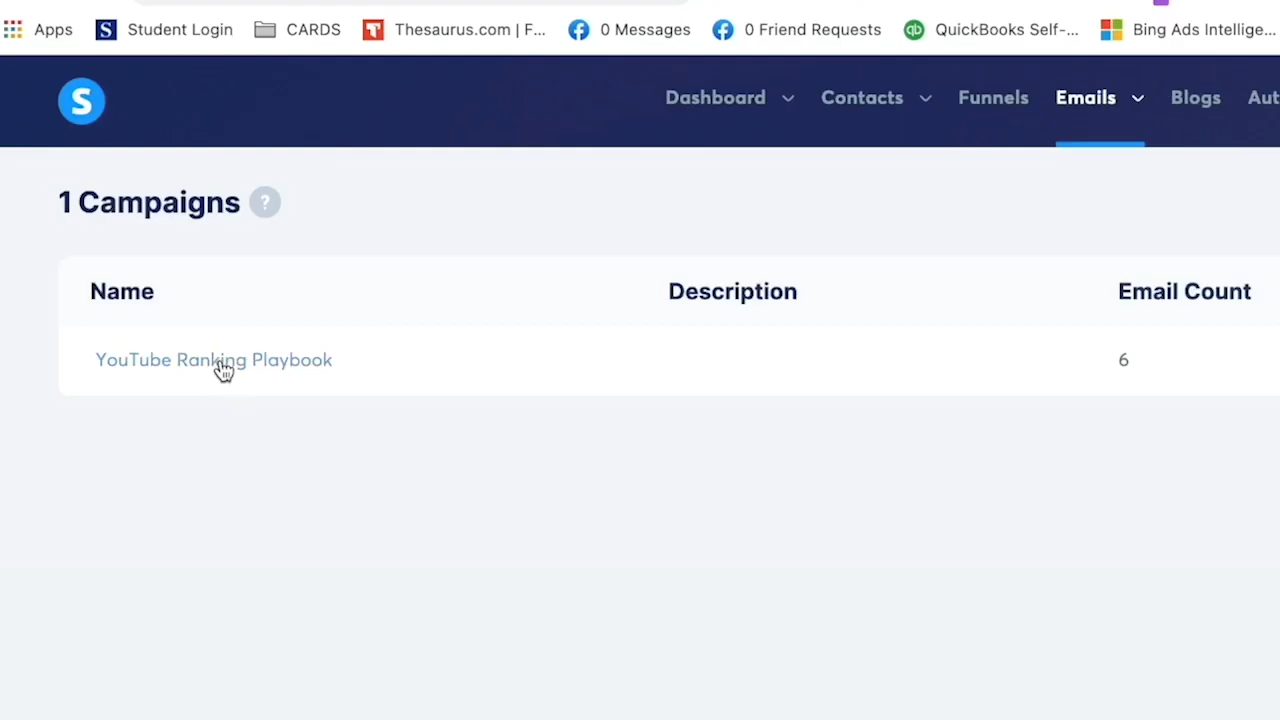 Apps S Student Login CARDS T Thesaurus.com | F... 0 Messages 0 Friend Requests qb QuickBooks Self-... Bing Ads Intellige...
S Dashboard Contacts Funnels Emails Blogs Aut
1 Campaigns ?
Name Description Email Count
YouTube Ranking Playbook 6